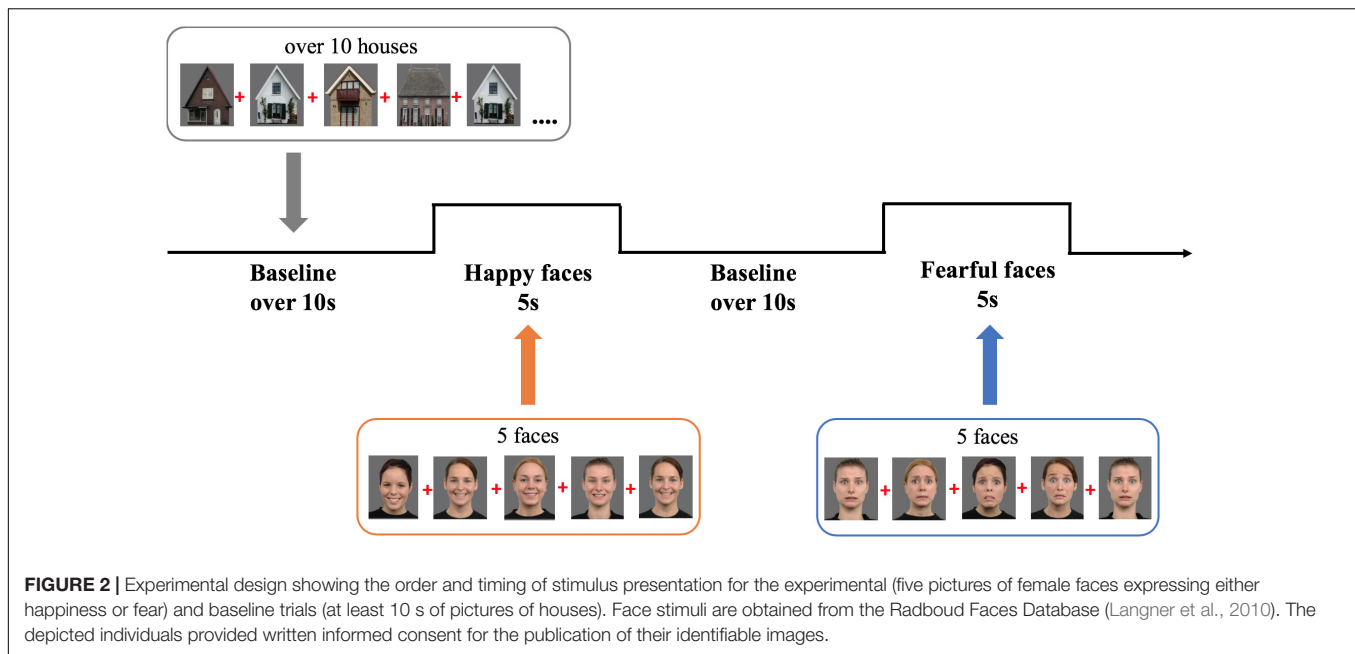 over 10 houses
+ + + + ....
Baseline
over 10s
Happy faces
5s
Baseline
over 10s
Fearful faces
5s
5 faces
+ + + +
5 faces
+ + + +
FIGURE 2 | Experimental design showing the order and timing of stimulus presentation for the experimental (five pictures of female faces expressing either
happiness or fear) and baseline trials (at least 10 s of pictures of houses). Face stimuli are obtained from the Radboud Faces Database (Langner et al., 2010). The
depicted individuals provided written informed consent for the publication of their identifiable images.